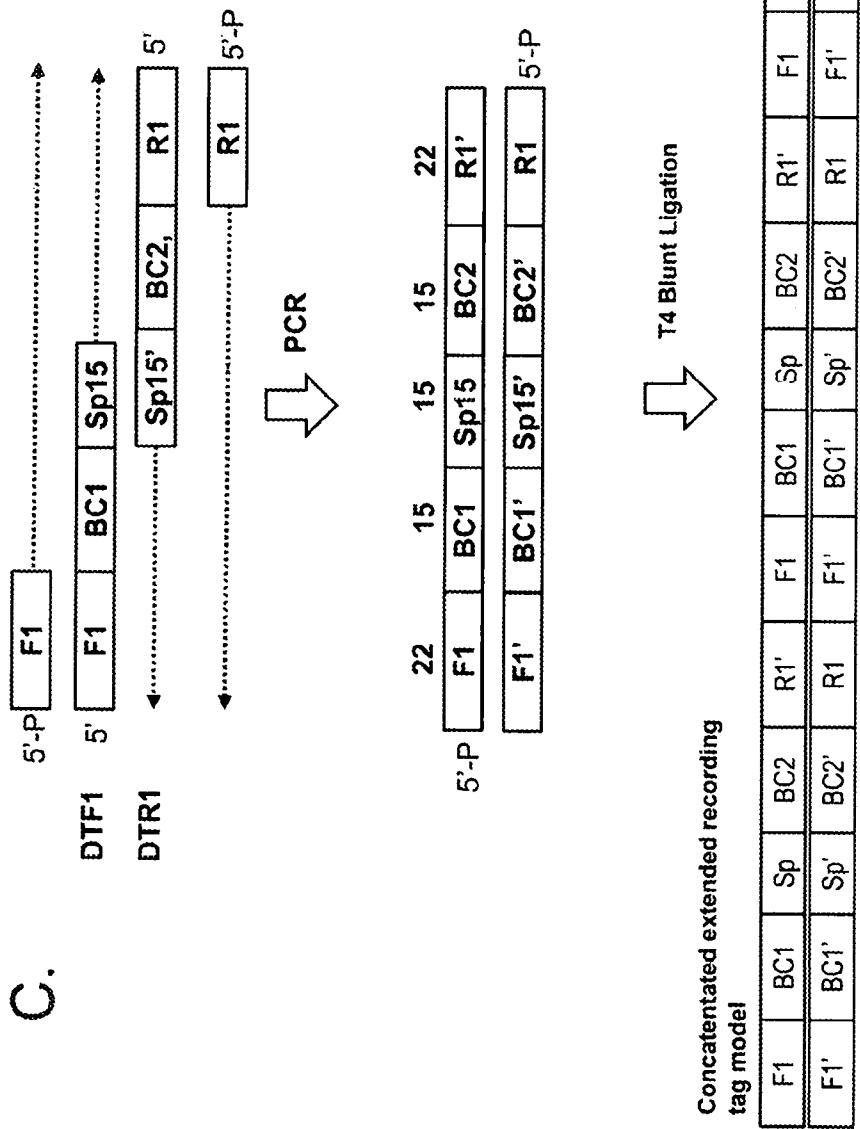 C.
5'-P F1
DTF1 5' F1 BC1 Sp15
DTR1 Sp15' BC2, R1 5'
R1 5'-P
PCR
22 15 15 15 22
5'-P F1 BC1 Sp15 BC2 R1'
F1' BC1' Sp15' BC2' R1 5'-P
T4 Blunt Ligation
Concatentated extended recording
tag model
F1 BC1 Sp BC2 R1' F1 BC1 Sp BC2 R1' F1
F1' BC1' Sp' BC2' R1 F1' BC1' Sp' BC2' R1 F1'